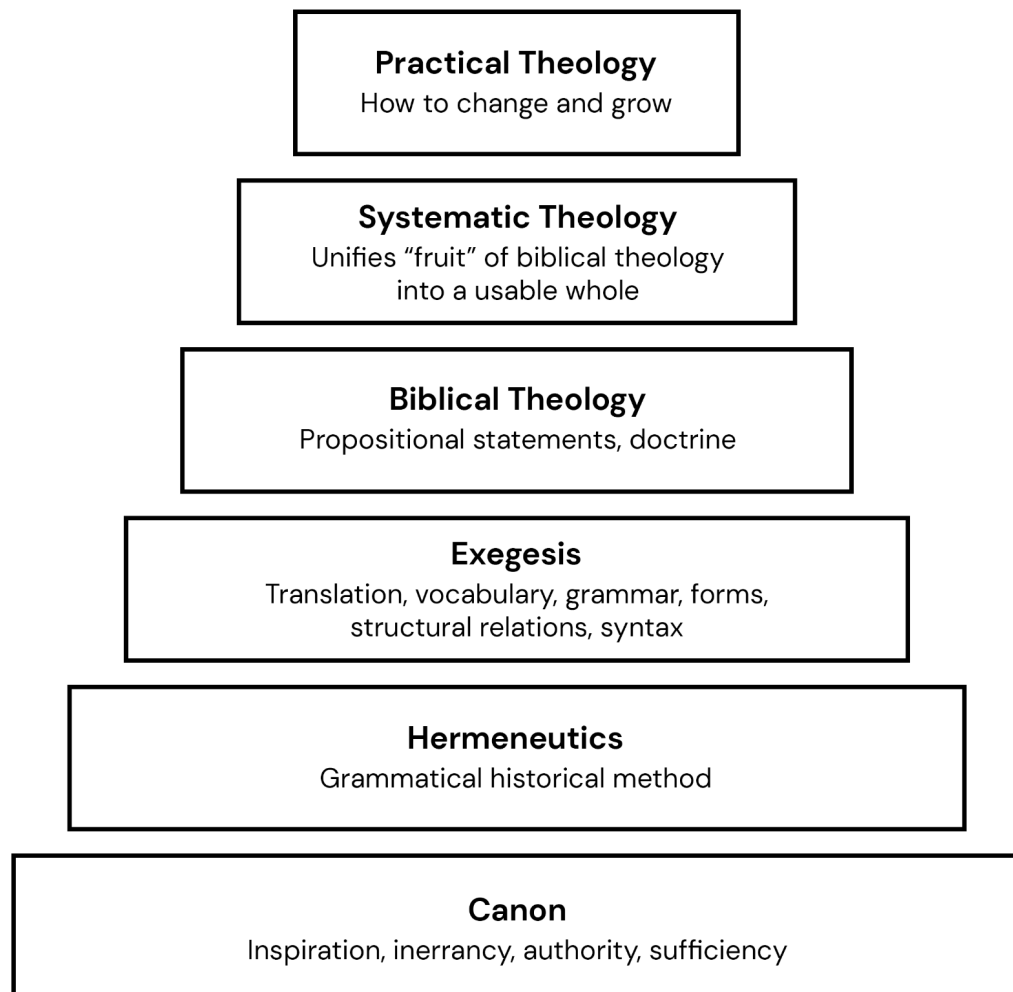 Practical Theology
How to change and grow
Systematic Theology
Unifies “fruit” of biblical theology
into a usable whole
Biblical Theology
Propositional statements, doctrine
Exegesis
Translation, vocabulary, grammar, forms,
structural relations, syntax
Hermeneutics
Grammatical historical method
Canon
Inspiration, inerrancy, authority, sufficiency